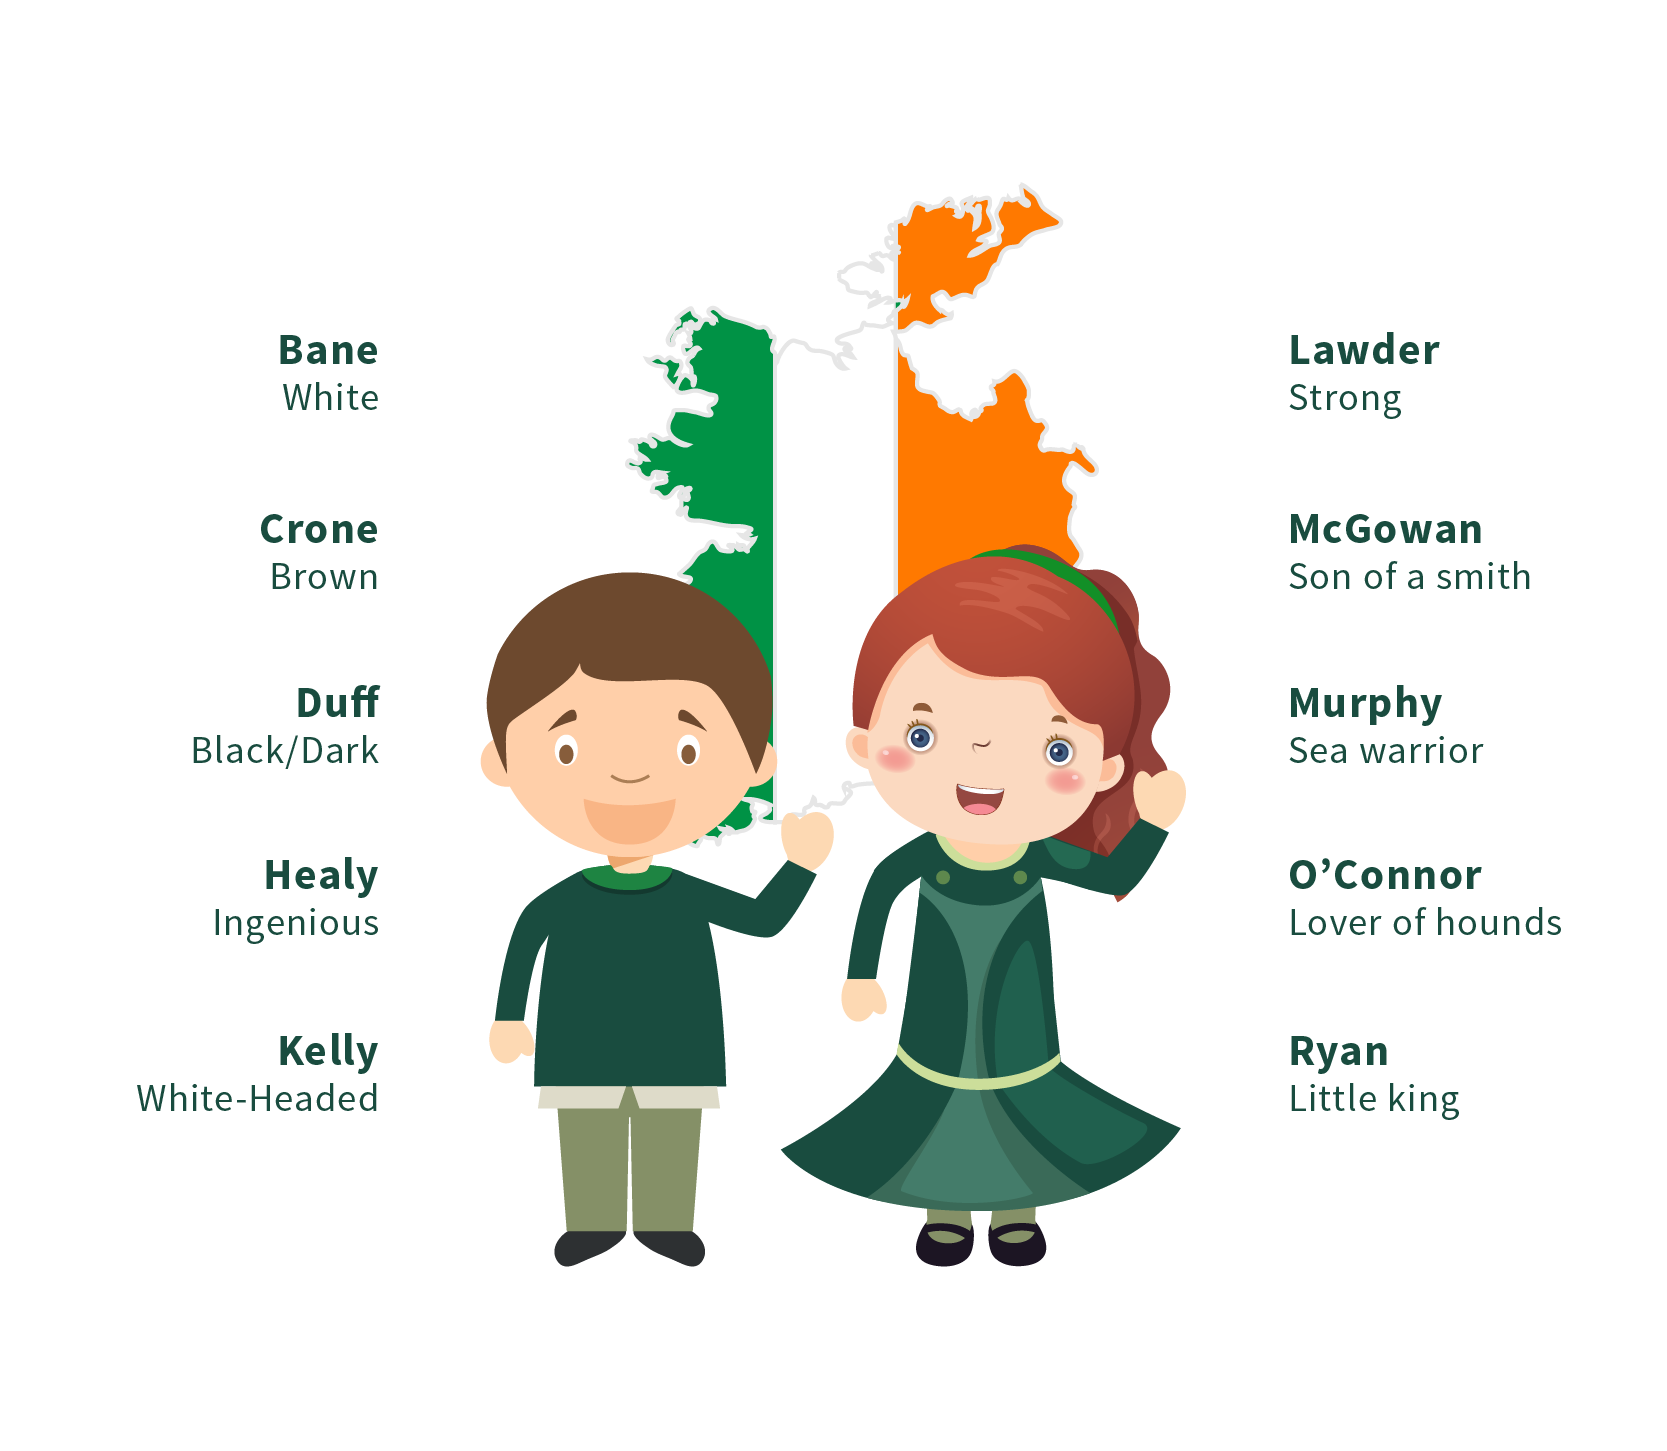 Bane
White
Crone
Brown
Duff
Black/Dark
Healy
Ingenious
Kelly
White-Headed
Lawder
Strong
McGowan
Son of a smith
Murphy
Sea warrior
O’Connor
Lover of hounds
Ryan
Little king